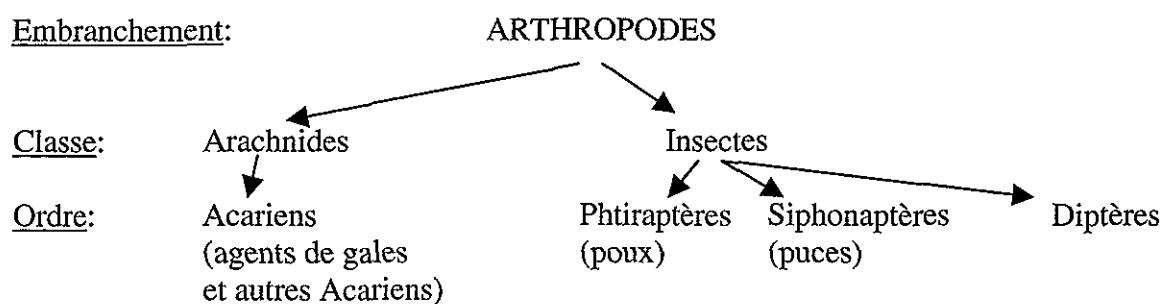 Embranchement: ARTHROPODES
Classe: Arachnides Insectes
Ordre: Acariens Phtiraptères Siphonaptères Diptères
(agents de gales (poux) (puces)
et autres Acariens)